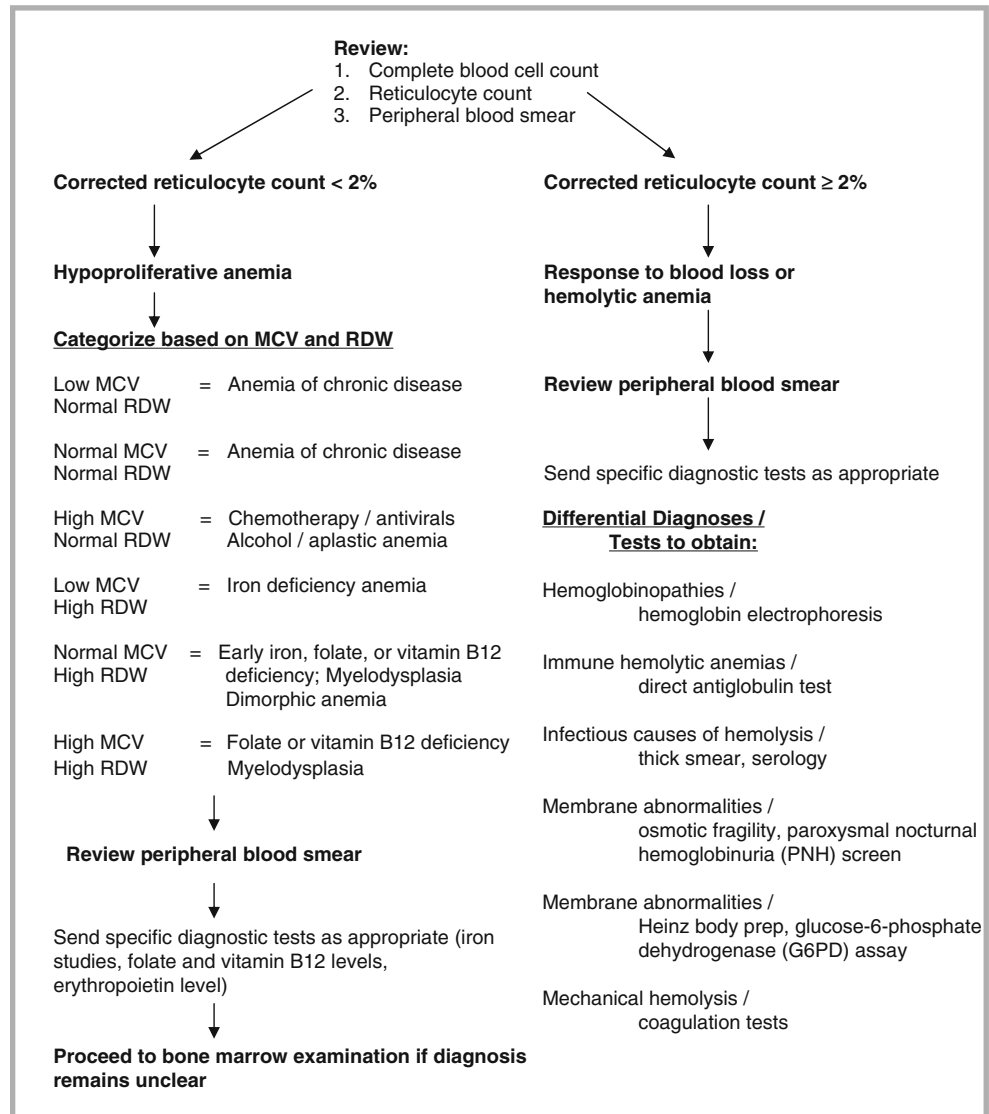 Review:
1. Complete blood cell count
2. Reticulocyte count
3. Peripheral blood smear
Corrected reticulocyte count < 2%
Hypoproliferative anemia
Categorize based on MCV and RDW
Low MCV = Anemia of chronic disease
Normal RDW
Normal MCV = Anemia of chronic disease
Normal RDW
High MCV = Chemotherapy / antivirals
Normal RDW Alcohol / aplastic anemia
Low MCV = Iron deficiency anemia
High RDW
Normal MCV = Early iron, folate, or vitamin B12
High RDW deficiency; Myelodysplasia
Dimorphic anemia
High MCV = Folate or vitamin B12 deficiency
High RDW Myelodysplasia
Review peripheral blood smear
Send specific diagnostic tests as appropriate (iron
studies, folate and vitamin B12 levels,
erythropoietin level)
Proceed to bone marrow examination if diagnosis
remains unclear
Corrected reticulocyte count ≥ 2%
Response to blood loss or
hemolytic anemia
Review peripheral blood smear
Send specific diagnostic tests as appropriate
Differential Diagnoses /
Tests to obtain:
Hemoglobinopathies /
hemoglobin electrophoresis
Immune hemolytic anemias /
direct antiglobulin test
Infectious causes of hemolysis /
thick smear, serology
Membrane abnormalities /
osmotic fragility, paroxysmal nocturnal
hemoglobinuria (PNH) screen
Membrane abnormalities /
Heinz body prep, glucose-6-phosphate
dehydrogenase (G6PD) assay
Mechanical hemolysis /
coagulation tests